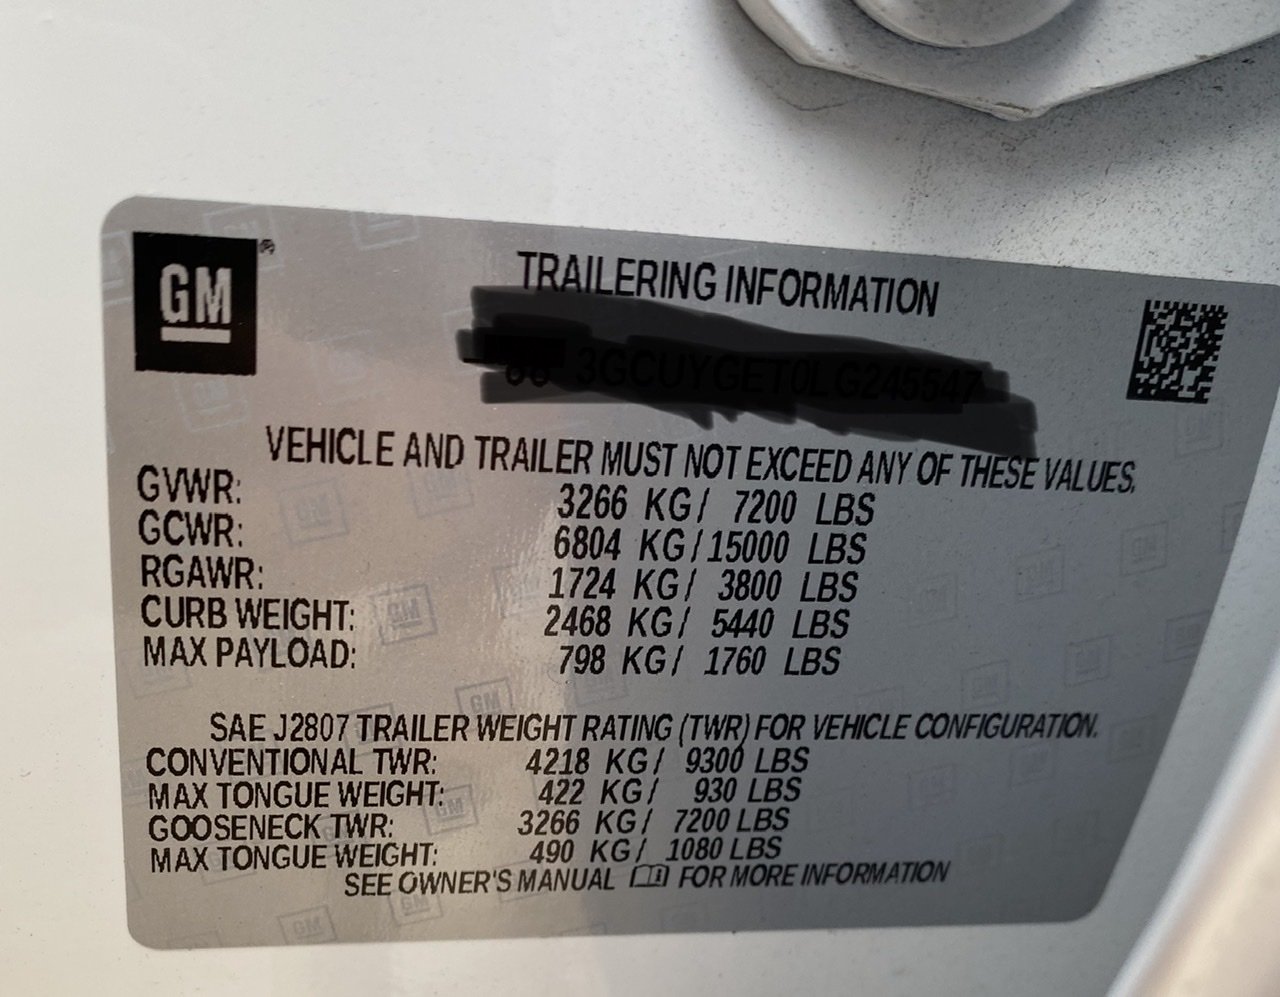 GM ®
TRAILERING INFORMATION
VEHICLE AND TRAILER MUST NOT EXCEED ANY OF THESE VALUES.
GVWR: 3266 KG/ 7200 LBS
GCWR: 6804 KG/15000 LBS
RGAWR: 1724 KG/ 3800 LBS
CURB WEIGHT: 2468 KG/ 5440 LBS
MAX PAYLOAD: 798 KG/ 1760 LBS
SAE J2807 TRAILER WEIGHT RATING (TWR) FOR VEHICLE CONFIGURATION.
CONVENTIONAL TWR: 4218 KG/ 9300 LBS
MAX TONGUE WEIGHT: 422 KG/ 930 LBS
GOOSENECK TWR: 3266 KG/ 7200 LBS
MAX TONGUE WEIGHT: 490 KG/ 1080 LBS
SEE OWNER'S MANUAL FOR MORE INFORMATION